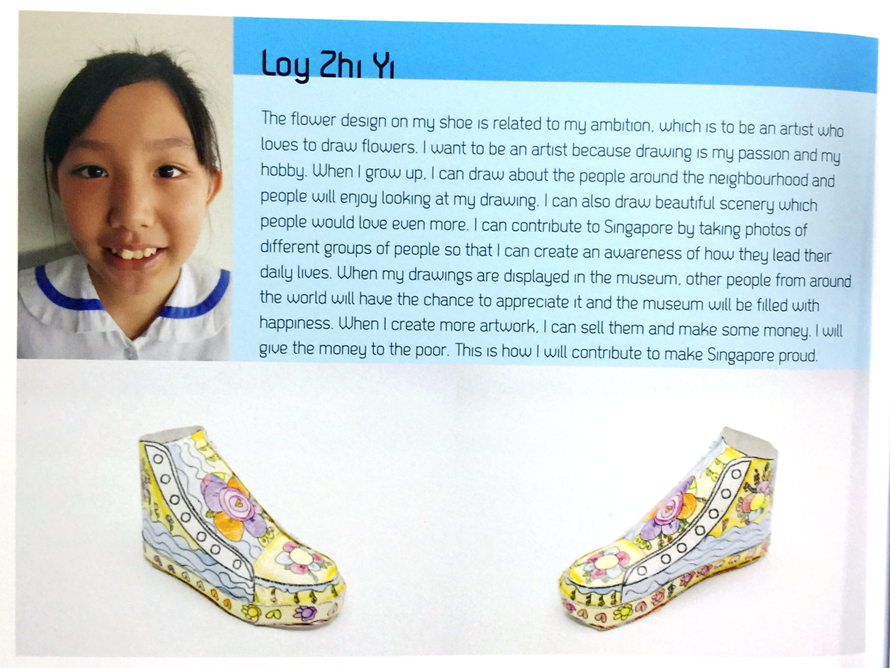 Loy Zhi Yi
The flower design on my shoe is related to my ambition, which is to be an artist who
loves to draw flowers. I want to be an artist because drawing is my passion and my
hobby. When I grow up, I can draw about the people around the neighbourhood and
people will enjoy looking at my drawing. I can also draw beautiful scenery which
people would love even more. I can contribute to Singapore by taking photos of
different groups of people so that I can create an awareness of how they lead their
daily lives. When my drawings are displayed in the museum, other people from around
the world will have the chance to appreciate it and the museum will be filled with
happiness. When I create more artwork, I can sell them and make some money. I will
give the money to the poor. This is how I will contribute to make Singapore proud.